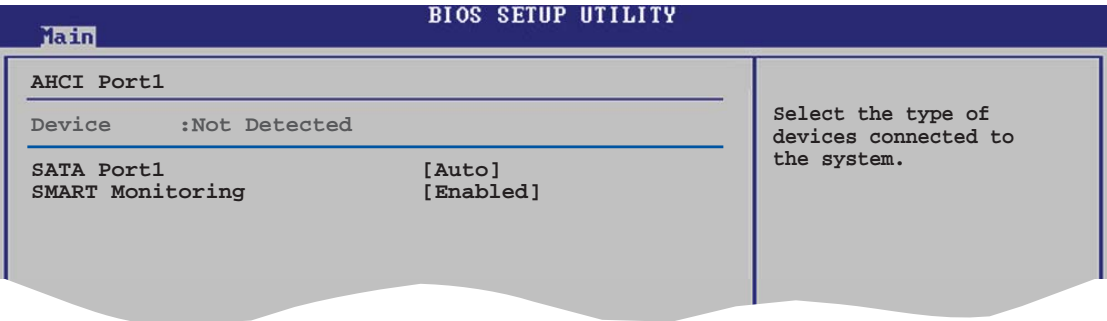 BIOS SETUP UTILITY
Main
AHCI Port1
Device :Not Detected
SATA Port1 [Auto]
SMART Monitoring [Enabled]
Select the type of
devices connected to
the system.